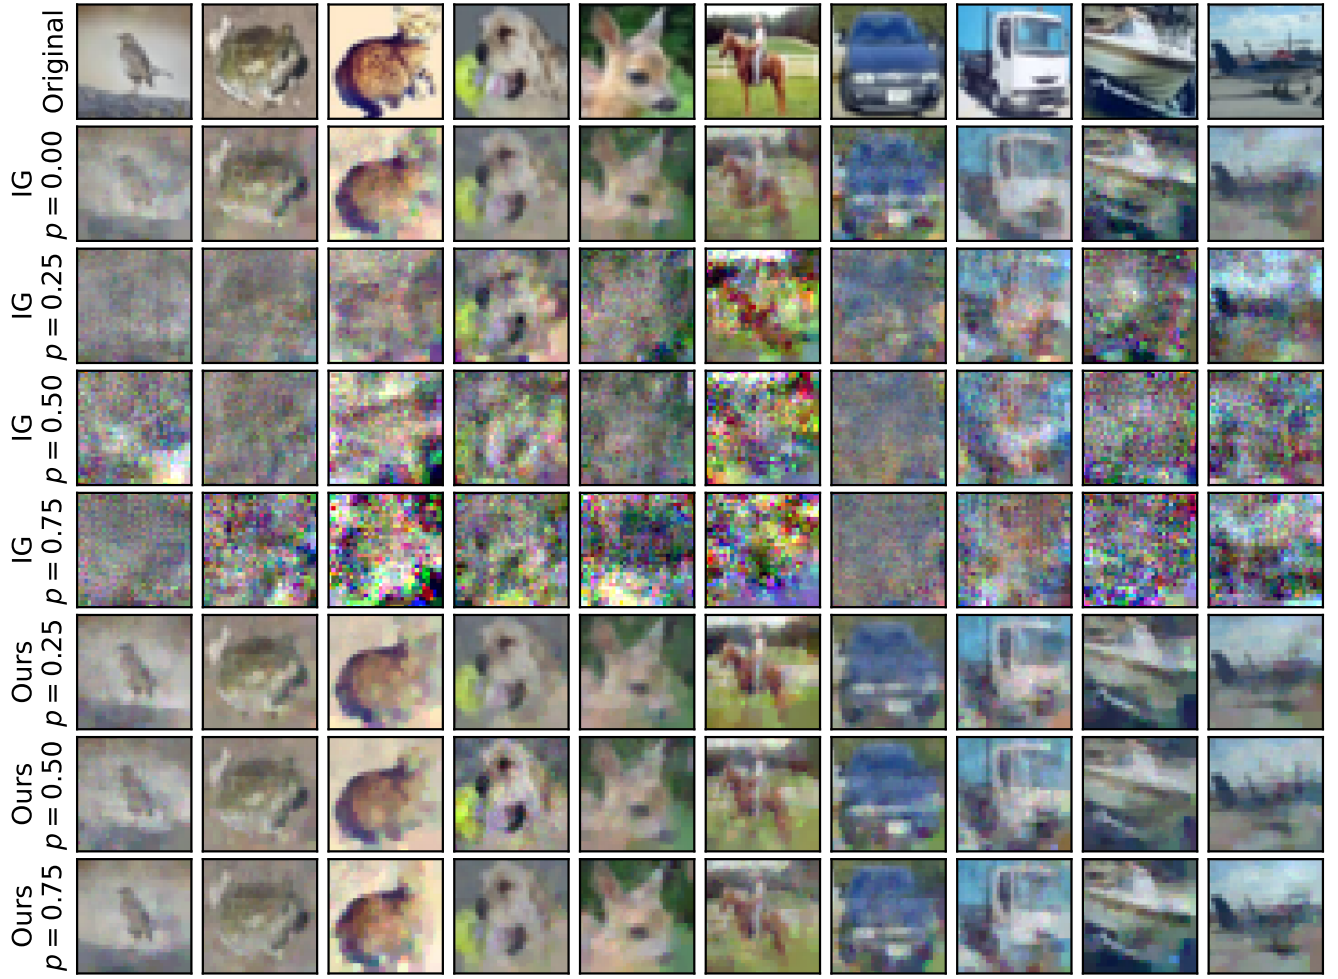 Original
IG
p = 0.00
IG
p = 0.25
IG
p = 0.50
IG
p = 0.75
Ours
p = 0.25
Ours
p = 0.50
Ours
p = 0.75